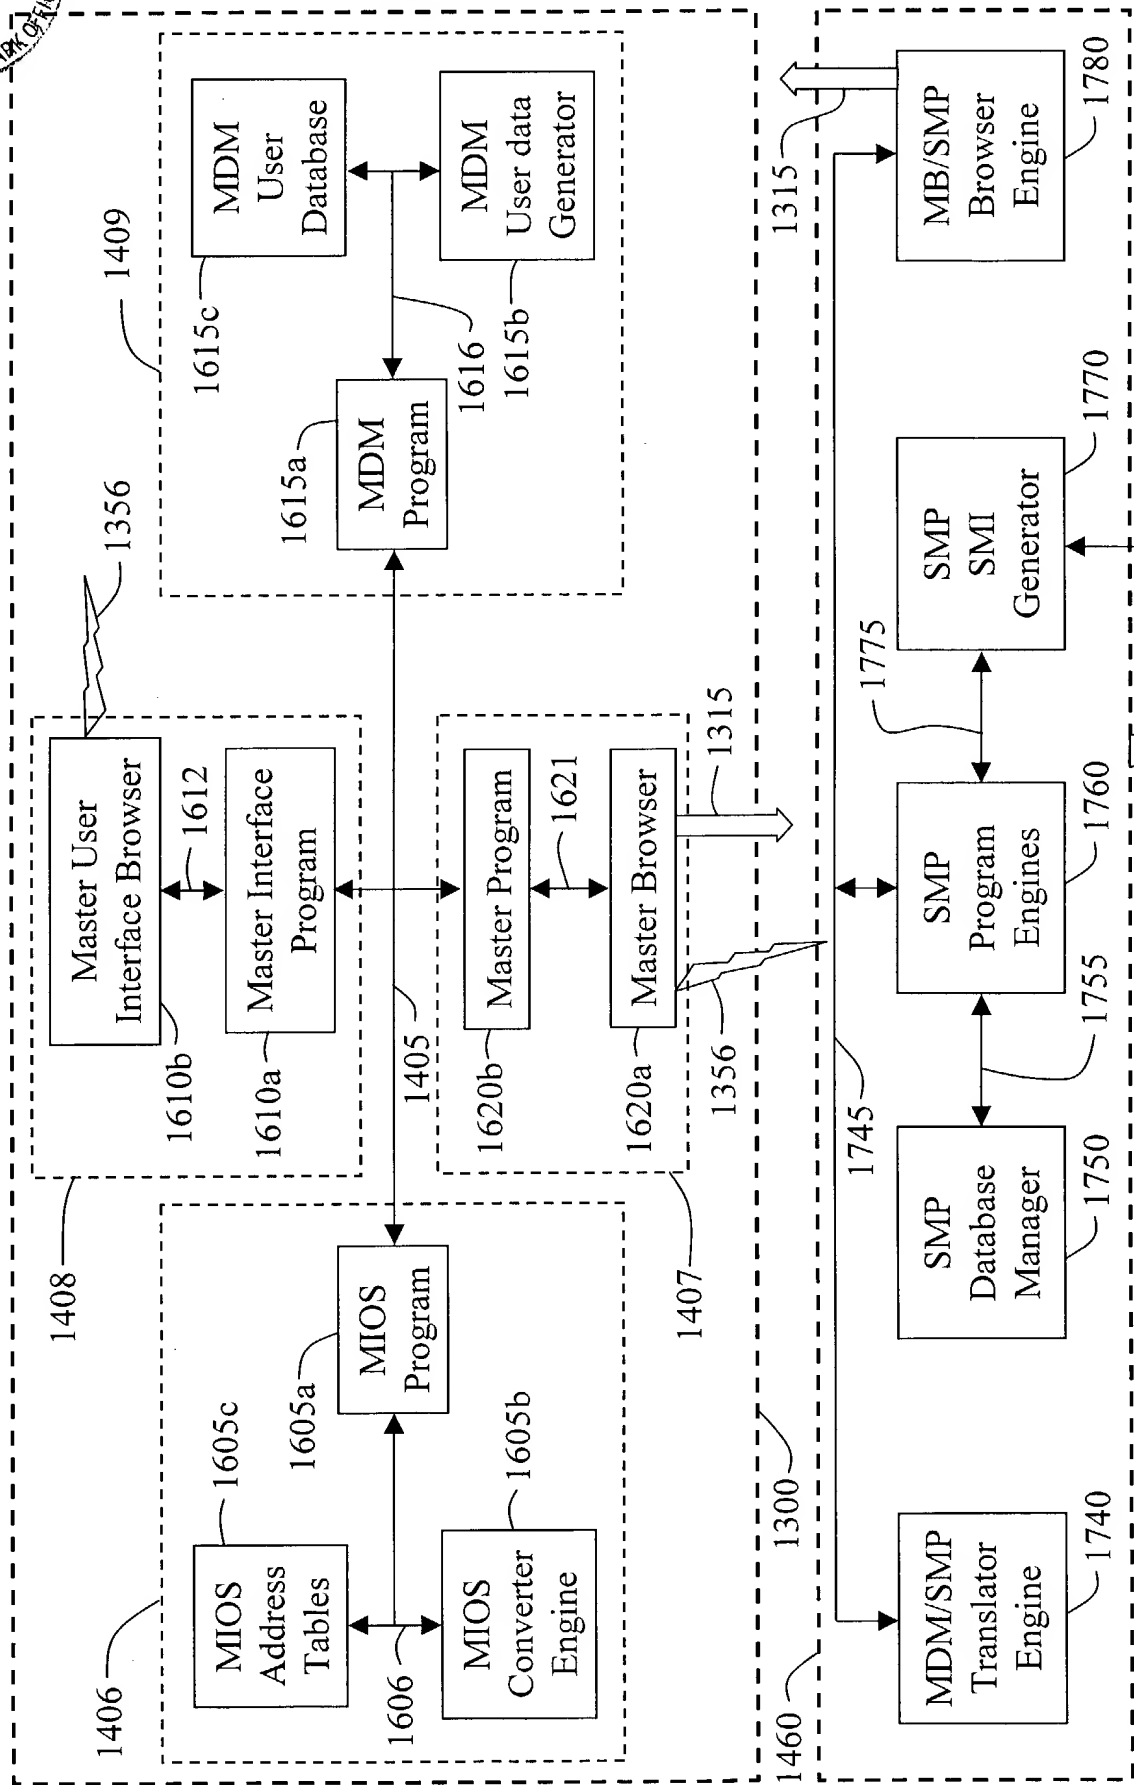 1406
1605c
MIOS
Address
Tables
1606
MIOS
Converter
Engine
1605b
1605a
MIOS
Program
1408
Master User
Interface Browser
1610b
1612
Master Interface
Program
1610a
1356
1405
1620b
Master Program
1621
1620a
Master Browser
1315
1356
1407
1409
1615c
MDM
User
Database
1615a
MDM
Program
1616
MDM
User data
Generator
1615b
1300
1460
1745
MDM/SMP
Translator
Engine
1740
SMP
Database
Manager
1750
1755
SMP
Program
Engines
1760
1775
SMP
SMI
Generator
1770
1315
MB/SMP
Browser
Engine
1780